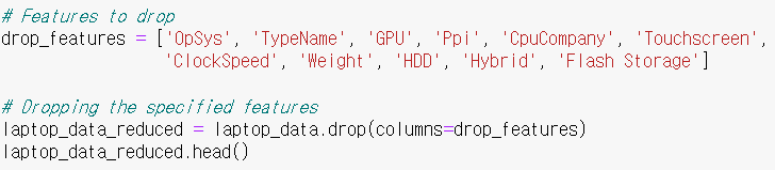 # Features to drop
drop_features = ['OpSys', 'TypeName', 'GPU', 'Ppi', 'CpuCompany', 'Touchscreen',
'ClockSpeed', 'Weight', 'HDD', 'Hybrid', 'Flash Storage']
# Dropping the specified features
laptop_data_reduced = laptop_data.drop(columns=drop_features)
laptop_data_reduced.head()